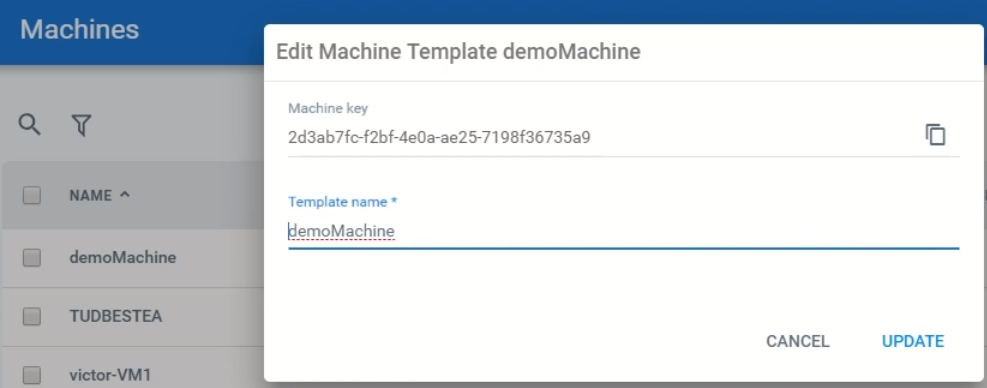 Machines
Edit Machine Template demoMachine
Machine key
2d3ab7fc-f2bf-4e0a-ae25-7198f36735a9
NAME
Template name *
demoMachine
demoMachine
TUDBESTEA
CANCEL
UPDATE
victor-VM1